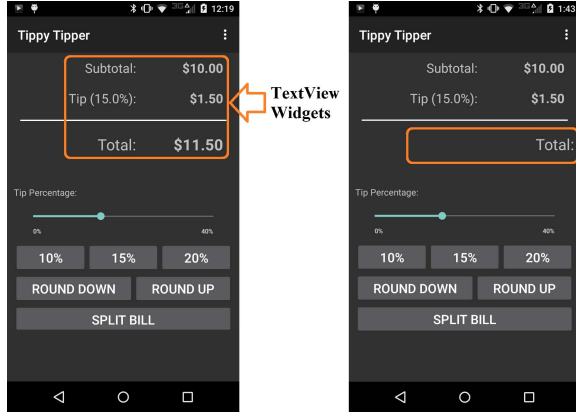 3G 12:19
Tippy Tipper
Subtotal: $10.00
Tip (15.0%): $1.50
Total: $11.50
Tip Percentage:
0% 40%
10% 15% 20%
ROUND DOWN ROUND UP
SPLIT BILL
TextView
Widgets
3G 1:43
Tippy Tipper
Subtotal: $10.00
Tip (15.0%): $1.50
Total:
Tip Percentage:
0% 40%
10% 15% 20%
ROUND DOWN ROUND UP
SPLIT BILL